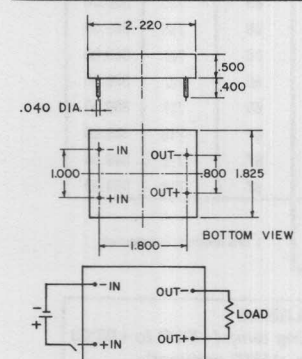 2.220
.500
.400
.040 DIA.
- IN
OUT-
1.000
.800
1.825
+ IN
OUT+
BOTTOM VIEW
1.800
- IN
OUT-
-
+
LOAD
+ IN
OUT+